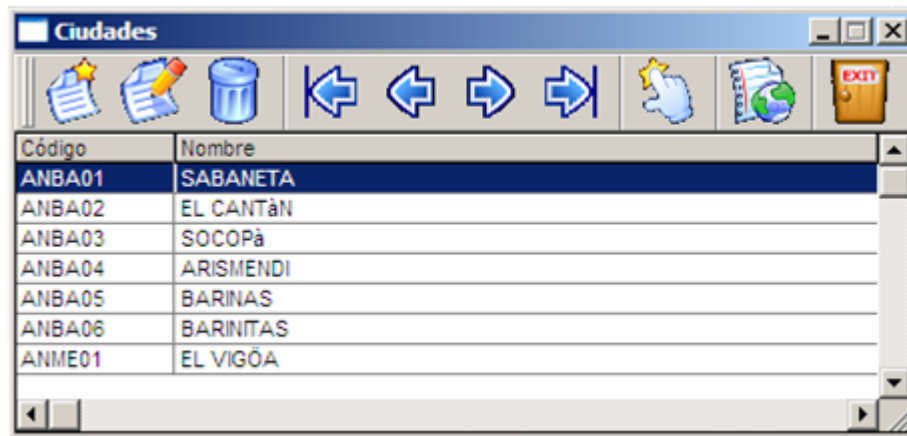 Ciudades
EXIT
Código Nombre
ANBA01 SABANETA
ANBA02 EL CANTàN
ANBA03 SOCOPà
ANBA04 ARISMENDI
ANBA05 BARINAS
ANBA06 BARINITAS
ANME01 EL VIGÖA